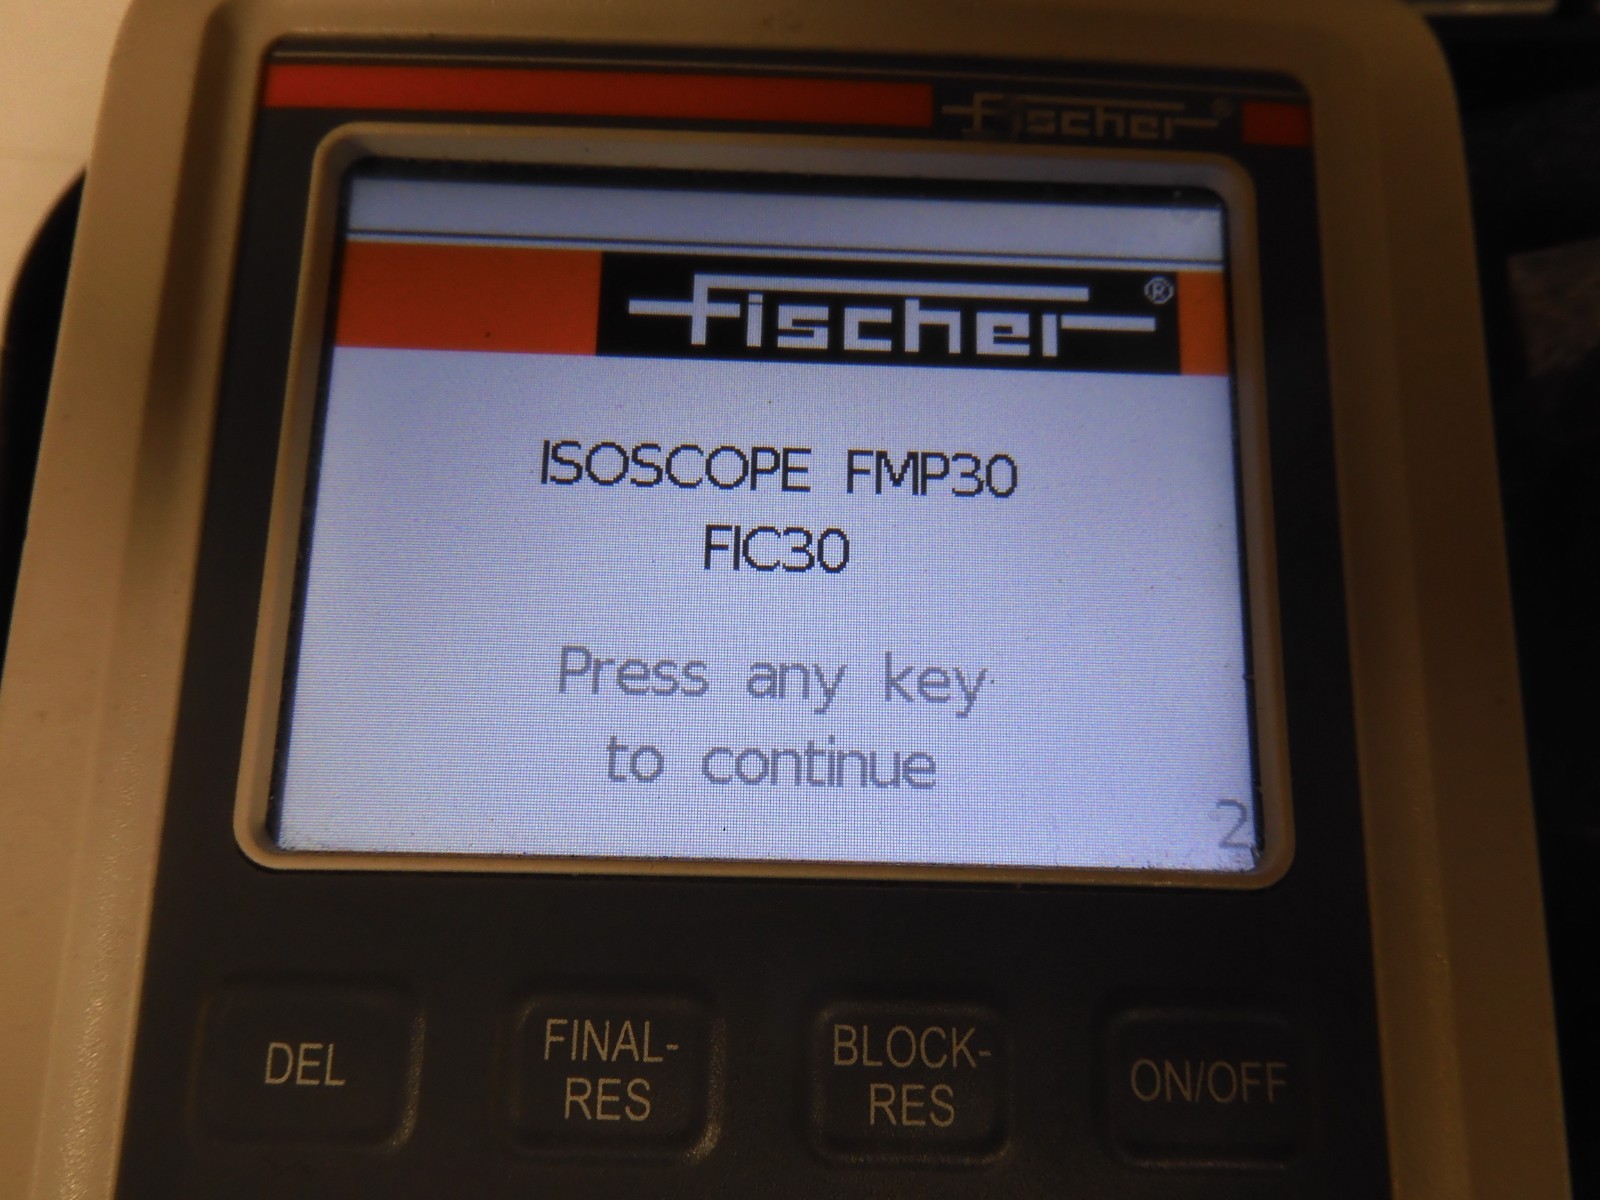 fischer®
fischer®
ISOSCOPE FMP30
FIC30
Press any key
to continue
2
DEL
FINAL-
RES
BLOCK-
RES
ON/OFF